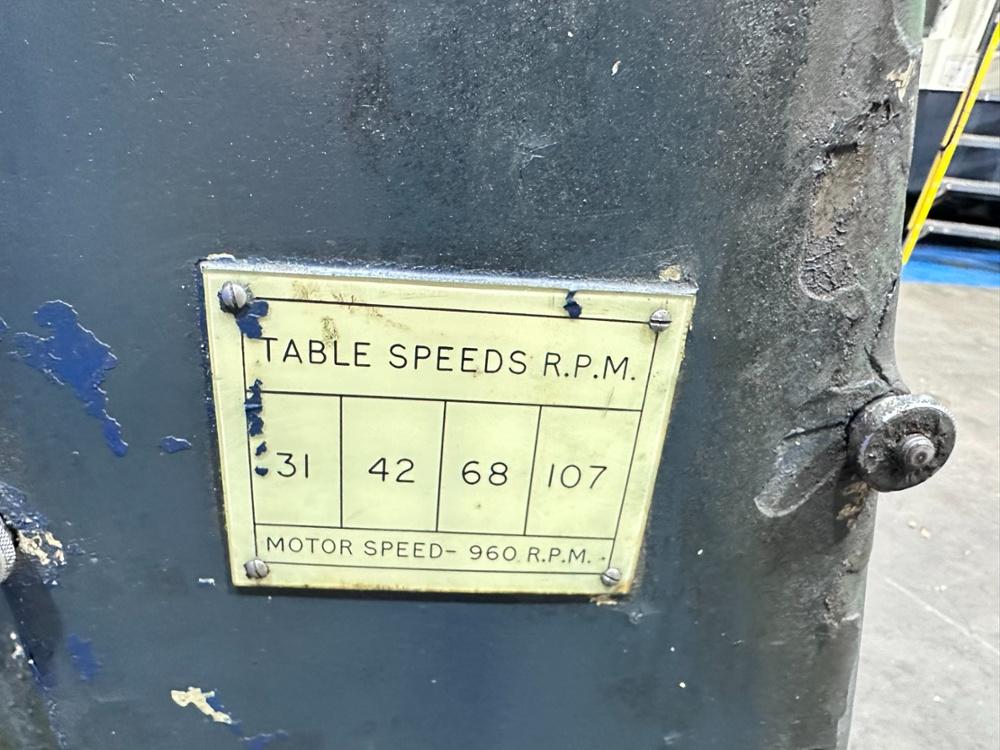 TABLE SPEEDS R.P.M.
31 42 68 107
MOTOR SPEED- 960 R.P.M.